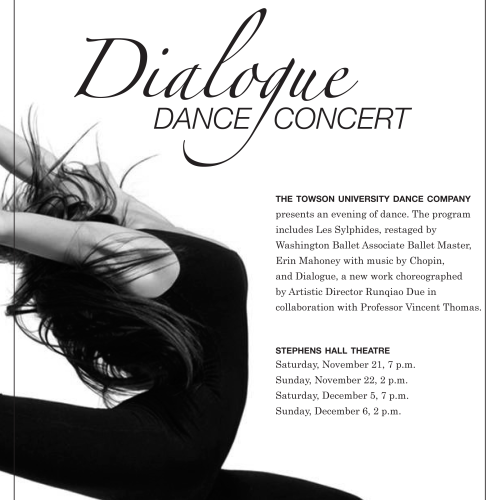 Dialogue
DANCE CONCERT
THE TOWSON UNIVERSITY DANCE COMPANY
presents an evening of dance. The program
includes Les Sylphides, restaged by
Washington Ballet Associate Ballet Master,
Erin Mahoney with music by Chopin,
and Dialogue, a new work choreographed
by Artistic Director Runqiao Due in
collaboration with Professor Vincent Thomas.
STEPHENS HALL THEATRE
Saturday, November 21, 7 p.m.
Sunday, November 22, 2 p.m.
Saturday, December 5, 7 p.m.
Sunday, December 6, 2 p.m.